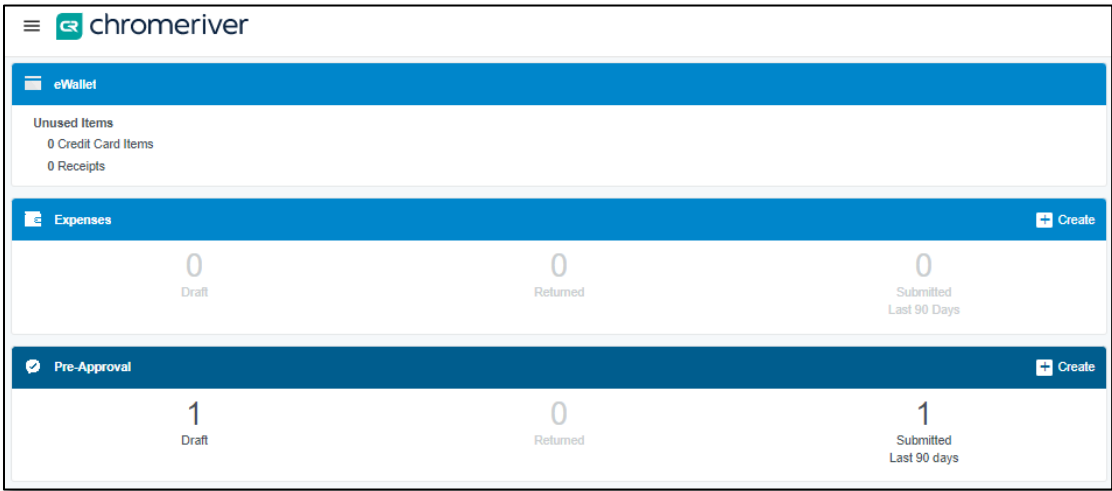 CR chromeriver
eWallet
Unused Items
0 Credit Card Items
0 Receipts
Expenses
Create
0
Draft
0
Returned
0
Submitted
Last 90 Days
Pre-Approval
Create
1
Draft
0
Returned
1
Submitted
Last 90 days